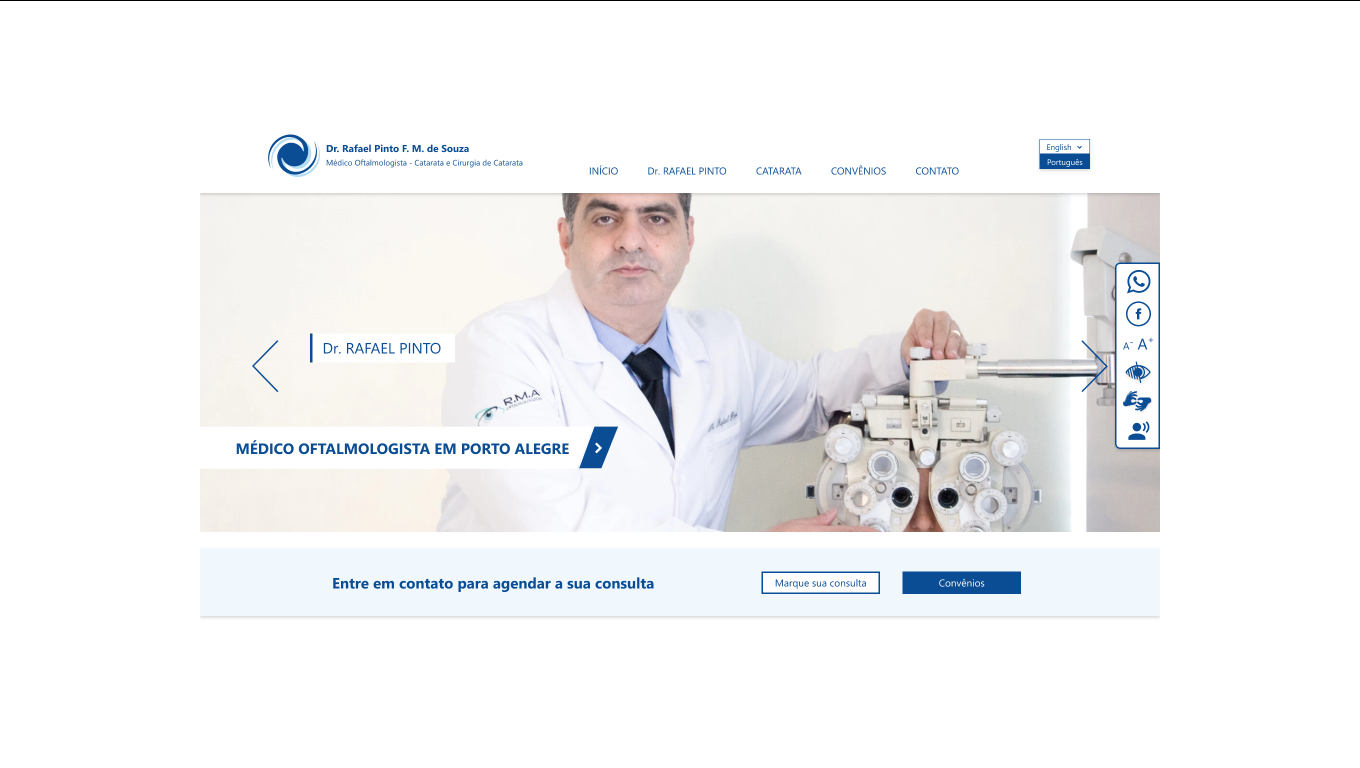 Dr. Rafael Pinto F. M. de Souza
Médico Oftalmologista - Catarata e Cirurgia de Catarata
INÍCIO Dr. RAFAEL PINTO CATARATA CONVÊNIOS CONTATO
English
Português
Dr. RAFAEL PINTO
A- A+
R.M.A
MÉDICO OFTALMOLOGISTA EM PORTO ALEGRE
Entre em contato para agendar a sua consulta
Marque sua consulta
Convênios